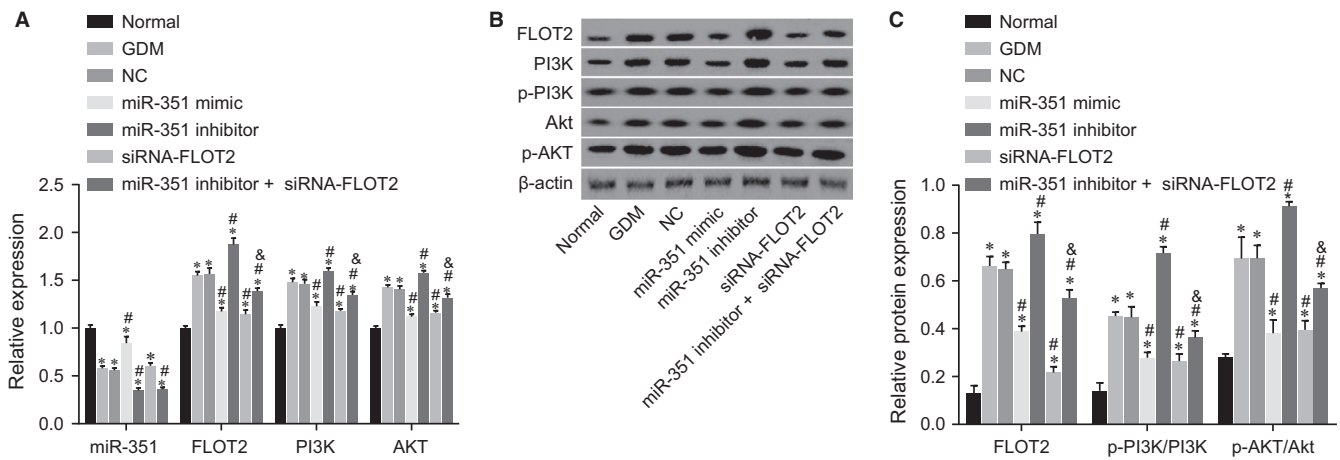 A
Normal
GDM
NC
miR-351 mimic
miR-351 inhibitor
siRNA-FLOT2
miR-351 inhibitor + siRNA-FLOT2
Relative expression
2.5
2.0
1.5
1.0
0.5
0.0
* * # * # * * # *
* * # * # * # * & # *
* * # * # * # * & # *
* * # * # * # * & # *
miR-351 FLOT2 PI3K AKT
B
FLOT2
PI3K
p-PI3K
Akt
p-AKT
β-actin
Normal
GDM
NC
miR-351 mimic
miR-351 inhibitor
siRNA-FLOT2
miR-351 inhibitor + siRNA-FLOT2
C
Normal
GDM
NC
miR-351 mimic
miR-351 inhibitor
siRNA-FLOT2
miR-351 inhibitor + siRNA-FLOT2
Relative protein expression
1.0
0.8
0.6
0.4
0.2
0.0
* * # * # * # * & # *
* * # * # * # * & # *
* * # * # * # * & # *
FLOT2 p-PI3K/PI3K p-AKT/Akt